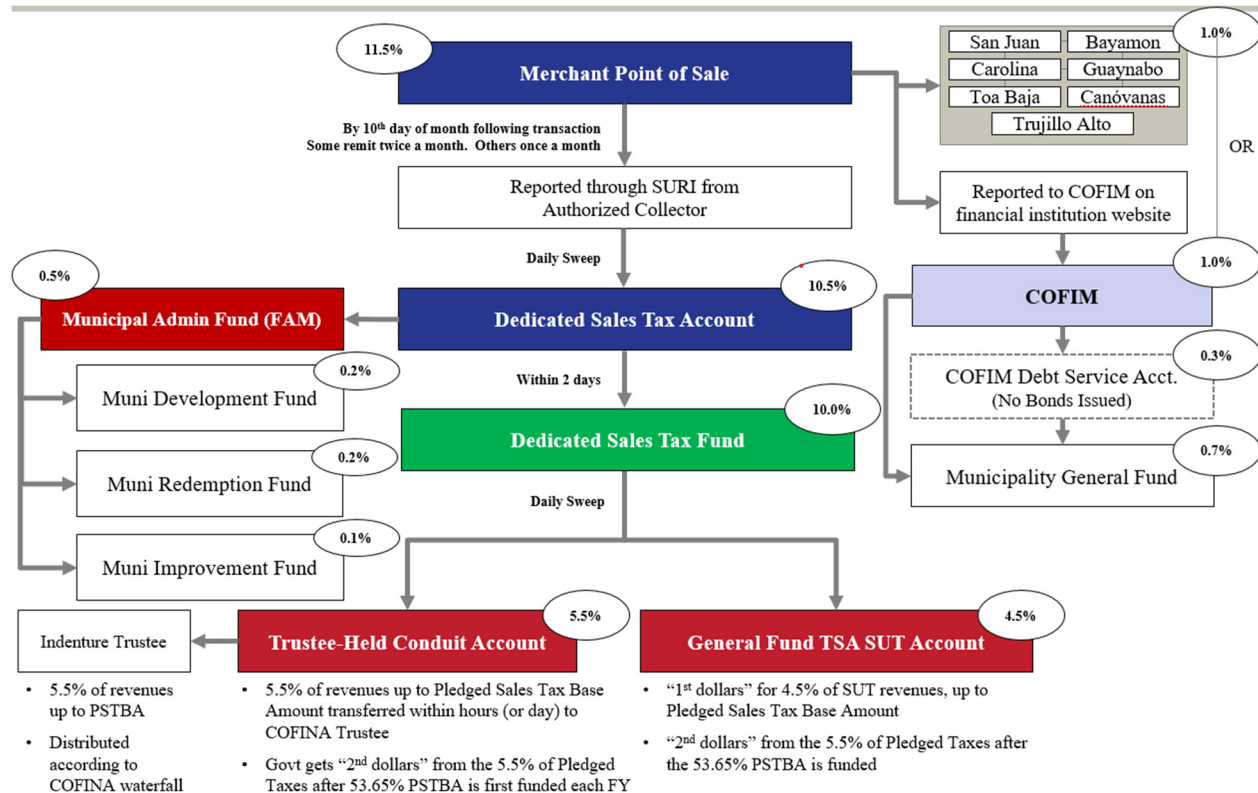 11.5%
Merchant Point of Sale
San Juan
Bayamon
Carolina
Guaynabo
Toa Baja
Canóvanas
Trujillo Alto
1.0%
OR
By 10th day of month following transaction
Some remit twice a month. Others once a month
Reported through SURI from
Authorized Collector
Reported to COFIM on
financial institution website
Daily Sweep
0.5%
Municipal Admin Fund (FAM)
10.5%
Dedicated Sales Tax Account
1.0%
COFIM
0.2%
Muni Development Fund
Within 2 days
10.0%
Dedicated Sales Tax Fund
0.3%
COFIM Debt Service Acct.
(No Bonds Issued)
0.2%
Muni Redemption Fund
Daily Sweep
0.7%
Municipality General Fund
0.1%
Muni Improvement Fund
Indenture Trustee
5.5%
Trustee-Held Conduit Account
4.5%
General Fund TSA SUT Account
• 5.5% of revenues
up to PSTBA
• Distributed
according to
COFINA waterfall
• 5.5% of revenues up to Pledged Sales Tax Base
Amount transferred within hours (or day) to
COFINA Trustee
• Govt gets “2nd dollars” from the 5.5% of Pledged
Taxes after 53.65% PSTBA is first funded each FY
• “1st dollars” for 4.5% of SUT revenues, up to
Pledged Sales Tax Base Amount
• “2nd dollars” from the 5.5% of Pledged Taxes after
the 53.65% PSTBA is funded